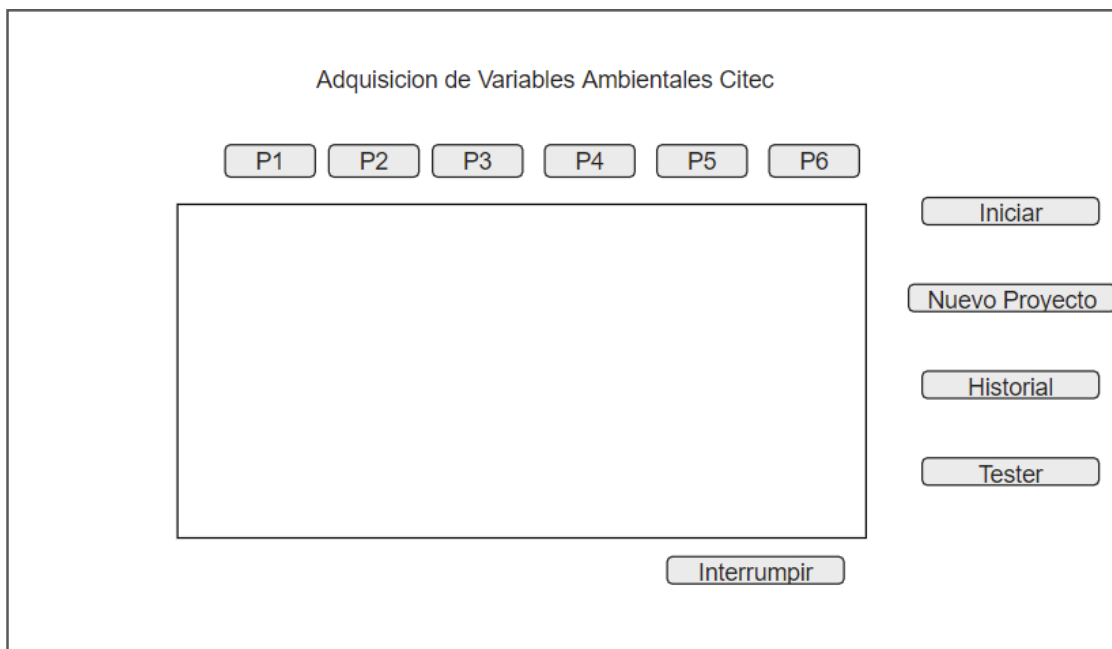 Adquisicion de Variables Ambientales Citec
P1 P2 P3 P4 P5 P6
Iniciar
Nuevo Proyecto
Historial
Tester
Interrumpir